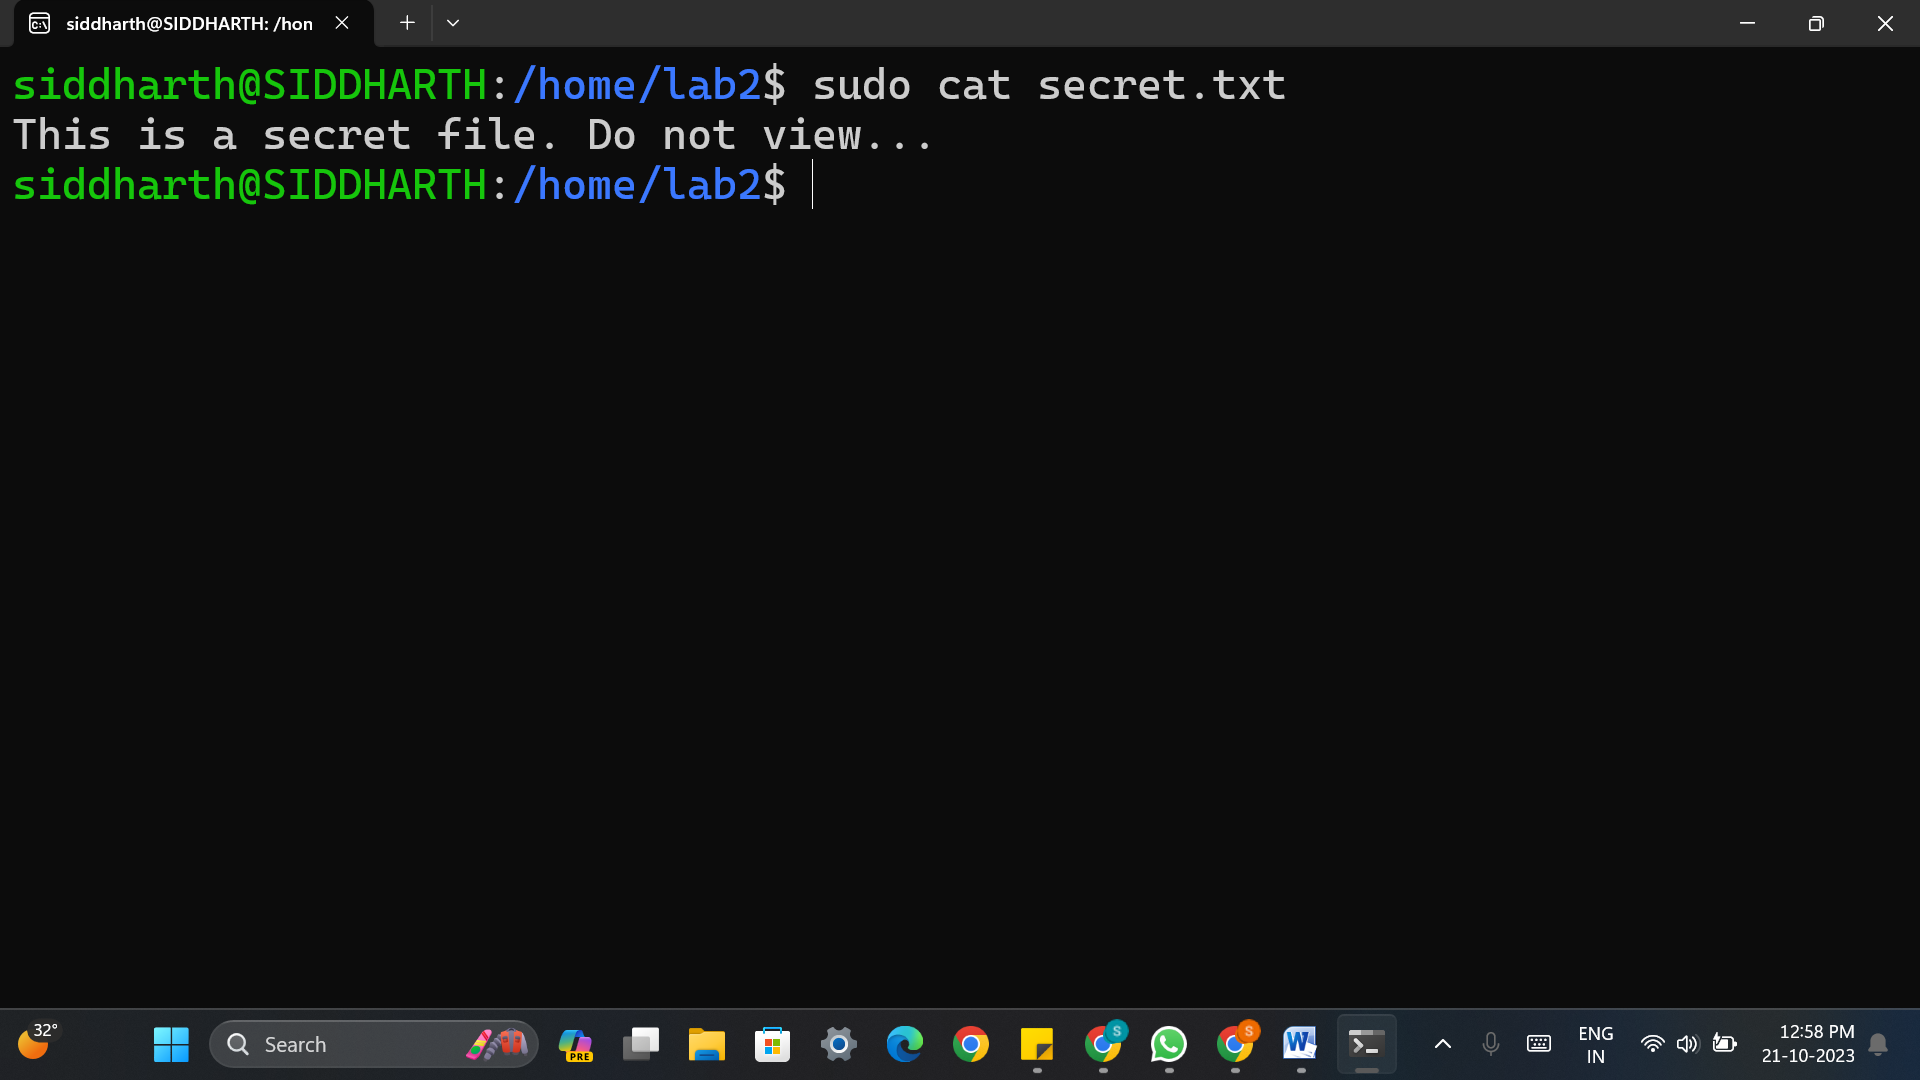 siddharth@SIDDHARTH: /hon
siddharth@SIDDHARTH:/home/lab2$ sudo cat secret.txt
This is a secret file. Do not view...
siddharth@SIDDHARTH:/home/lab2$
32°
Search
PRE
S
S
W
ENG
IN
12:58 PM
21-10-2023